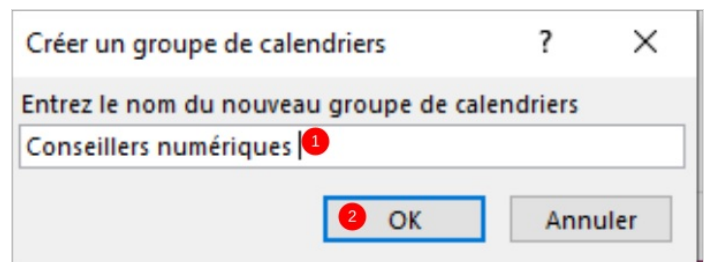 Créer un groupe de calendriers ? ×
Entrez le nom du nouveau groupe de calendriers
Conseillers numériques 1
2 OK Annuler